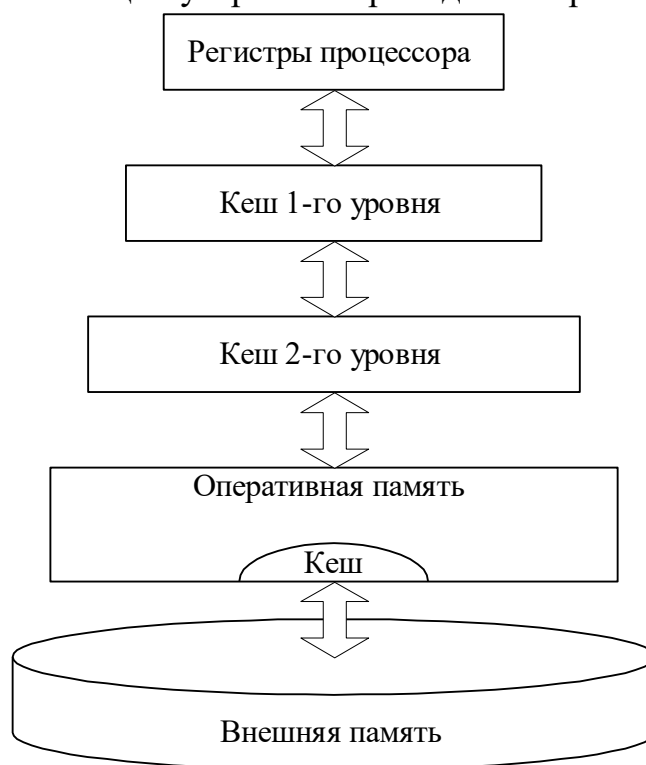 Регистры процессора
Кеш 1-го уровня
Кеш 2-го уровня
Оперативная память
Кеш
Внешняя память